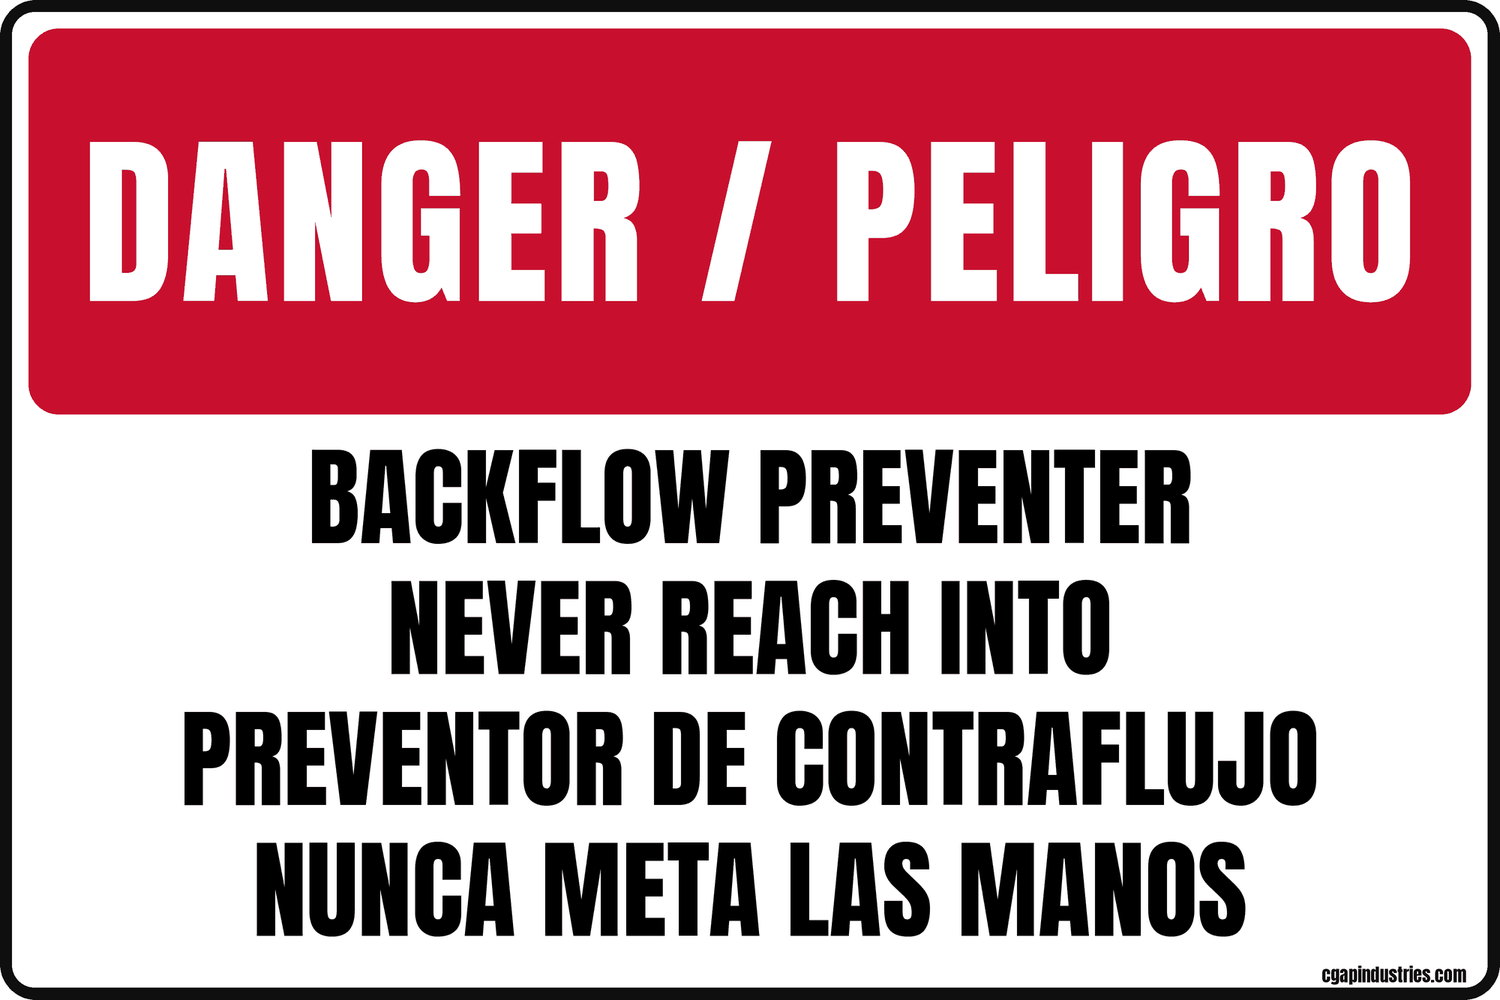 DANGER / PELIGRO
BACKFLOW PREVENTER
NEVER REACH INTO
PREVENTOR DE CONTRAFLUJO
NUNCA META LAS MANOS
cgapindustries.com